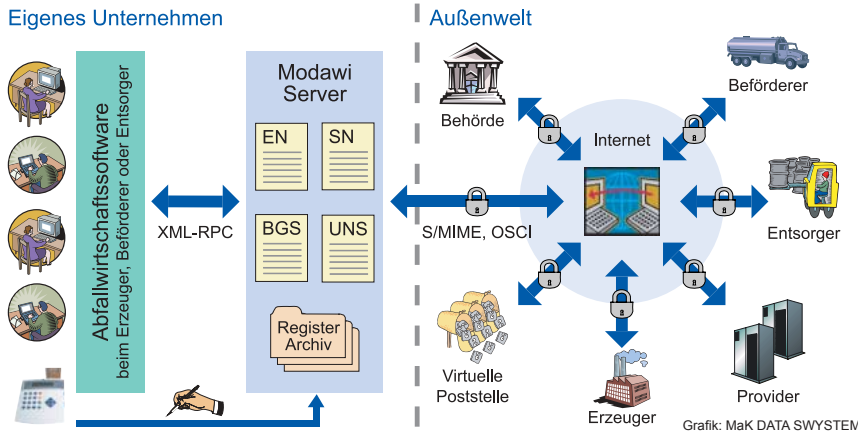 Eigenes Unternehmen
Außenwelt
Abfallwirtschaftssoftware
beim Erzeuger, Beförderer oder Entsorger
XML-RPC
Modawi
Server
EN
SN
BGS
UNS
Register
Archiv
S/MIME, OSCI
Internet
Behörde
Beförderer
Entsorger
Provider
Erzeuger
Virtuelle
Poststelle
Grafik: MaK DATA SWYSTEM